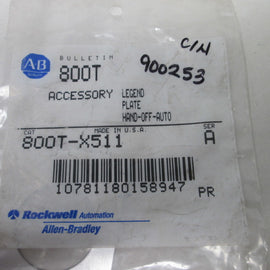 AB
BULLETIN
800T
C/N
900253
ACCESSORY
LEGEND
PLATE
HAND-OFF-AUTO
CAT
MADE IN U.S.A.
SER
800T-X511
A
10781180158947
PR
Rockwell Automation
Allen-Bradley